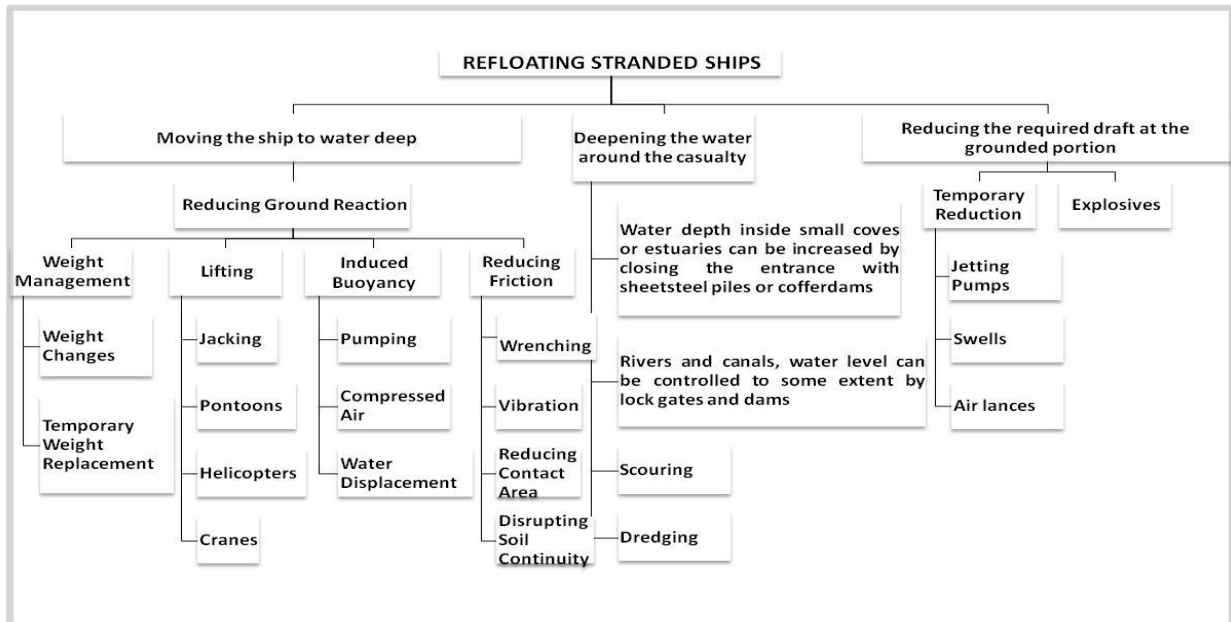 REFLOATING STRANDED SHIPS
Moving the ship to water deep
Deepening the water
around the casualty
Reducing the required draft at the
grounded portion
Reducing Ground Reaction
Temporary
Reduction
Explosives
Weight
Management
Lifting
Induced
Buoyancy
Reducing
Friction
Weight
Changes
Temporary
Weight
Replacement
Jacking
Pontoons
Helicopters
Cranes
Pumping
Compressed
Air
Water
Displacement
Wrenching
Vibration
Reducing
Contact
Area
Disrupting
Soil
Continuity
Water depth inside small coves
or estuaries can be increased by
closing the entrance with
sheetsteel piles or cofferdams
Rivers and canals, water level can
be controlled to some extent by
lock gates and dams
Scouring
Dredging
Jetting
Pumps
Swells
Air lances